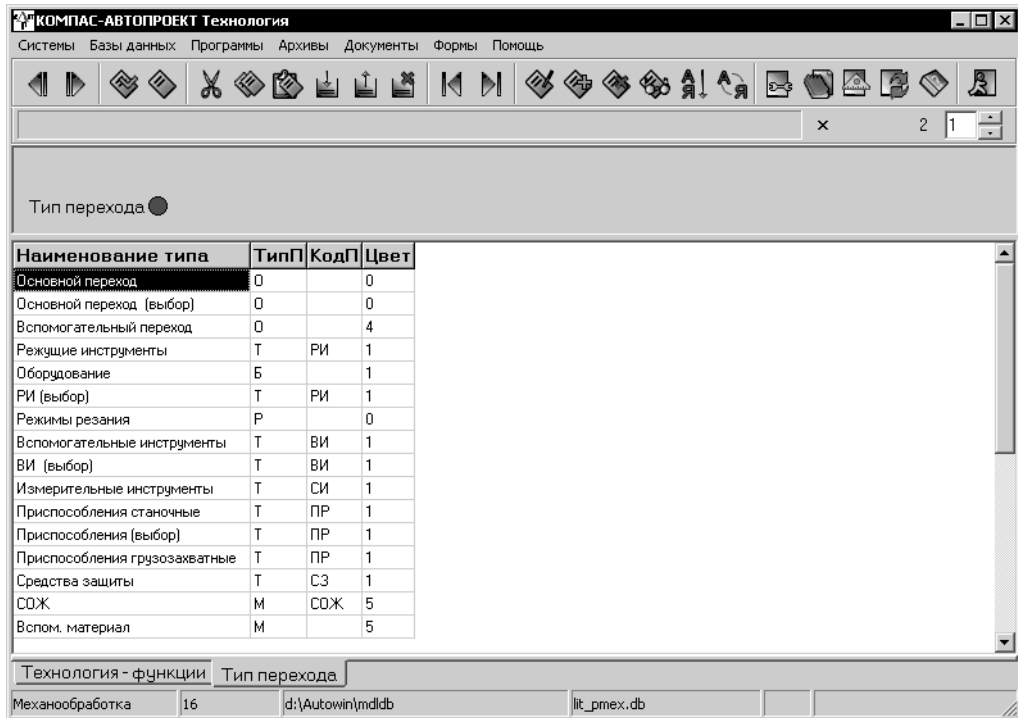 КОМПАС-АВТОПРОЕКТ Технология
Системы Базы данных Программы Архивы Документы Формы Помощь
× 2 1
Тип перехода
Наименование типа ТипП КодП Цвет
Основной переход О 0
Основной переход (выбор) О 0
Вспомогательный переход О 4
Режущие инструменты Т РИ 1
Оборудование Б 1
РИ (выбор) Т РИ 1
Режимы резания Р 0
Вспомогательные инструменты Т ВИ 1
ВИ (выбор) Т ВИ 1
Измерительные инструменты Т СИ 1
Приспособления станочные Т ПР 1
Приспособления (выбор) Т ПР 1
Приспособления грузозахватные Т ПР 1
Средства защиты Т СЗ 1
СОЖ М СОЖ 5
Вспом. материал М 5
Технология - функции Тип перехода
Механообработка 16 d:\Autowin\mdldb lit_pmex.db